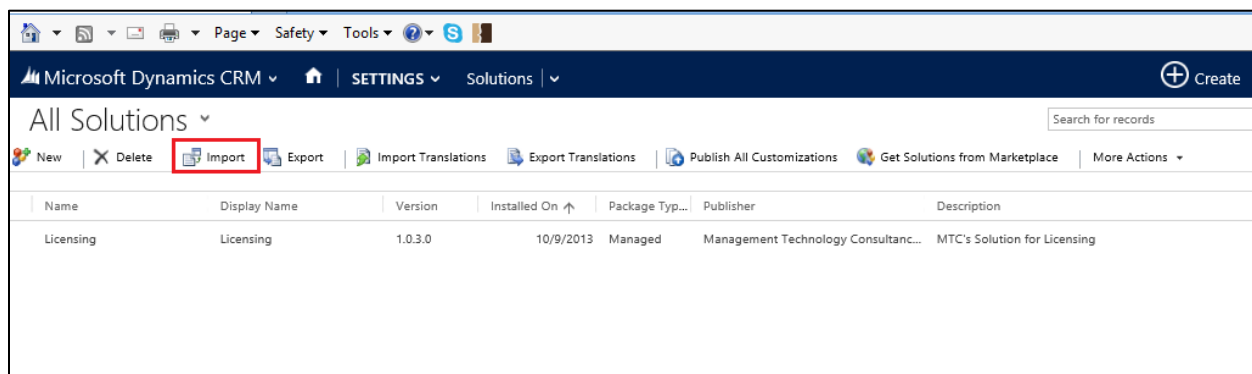 Page Safety Tools
Microsoft Dynamics CRM SETTINGS Solutions Create
All Solutions Search for records
New Delete Import Export Import Translations Export Translations Publish All Customizations Get Solutions from Marketplace More Actions
Name Display Name Version Installed On Package Typ... Publisher Description
Licensing Licensing 1.0.3.0 10/9/2013 Managed Management Technology Consultanc... MTC's Solution for Licensing